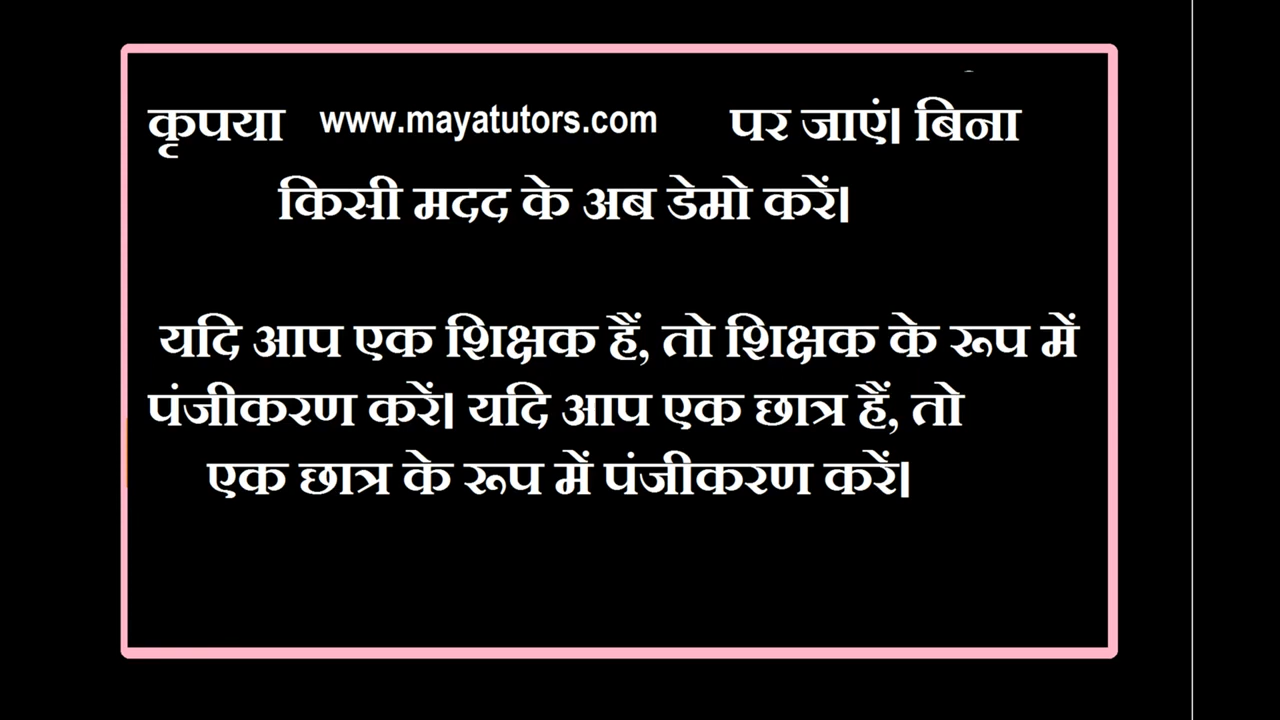 कृपया www.mayatutors.com पर जाएं। बिना
किसी मदद के अब डेमो करें।
यदि आप एक शिक्षक हैं, तो शिक्षक के रूप में
पंजीकरण करें। यदि आप एक छात्र हैं, तो
एक छात्र के रूप में पंजीकरण करें।